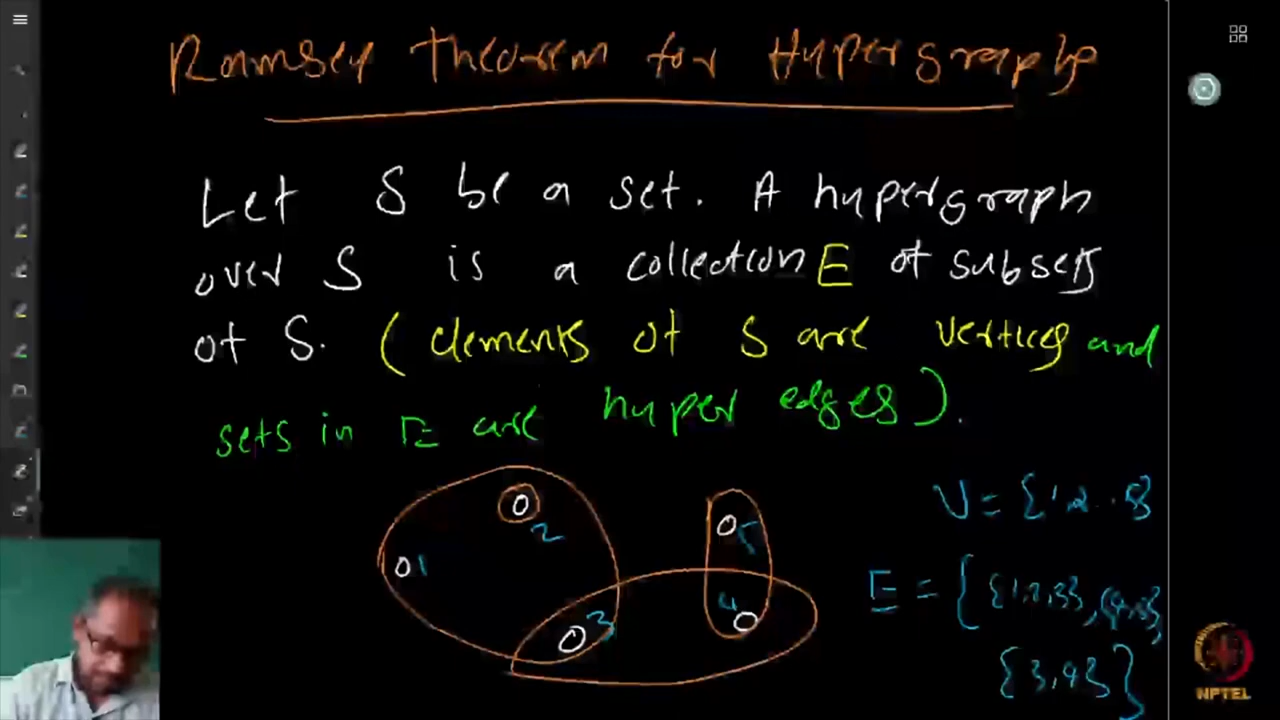 Ramsey theorem for Hypergraphs
Let S be a set. A hypergraph
over S is a collection E of subsets
of S. (elements of S are vertices and
sets in E are hyper edges).
1
2
3
4
5
V = {1,2..5}
E = {{1,2,3}, {4,5},
{3,4}}
NPTEL